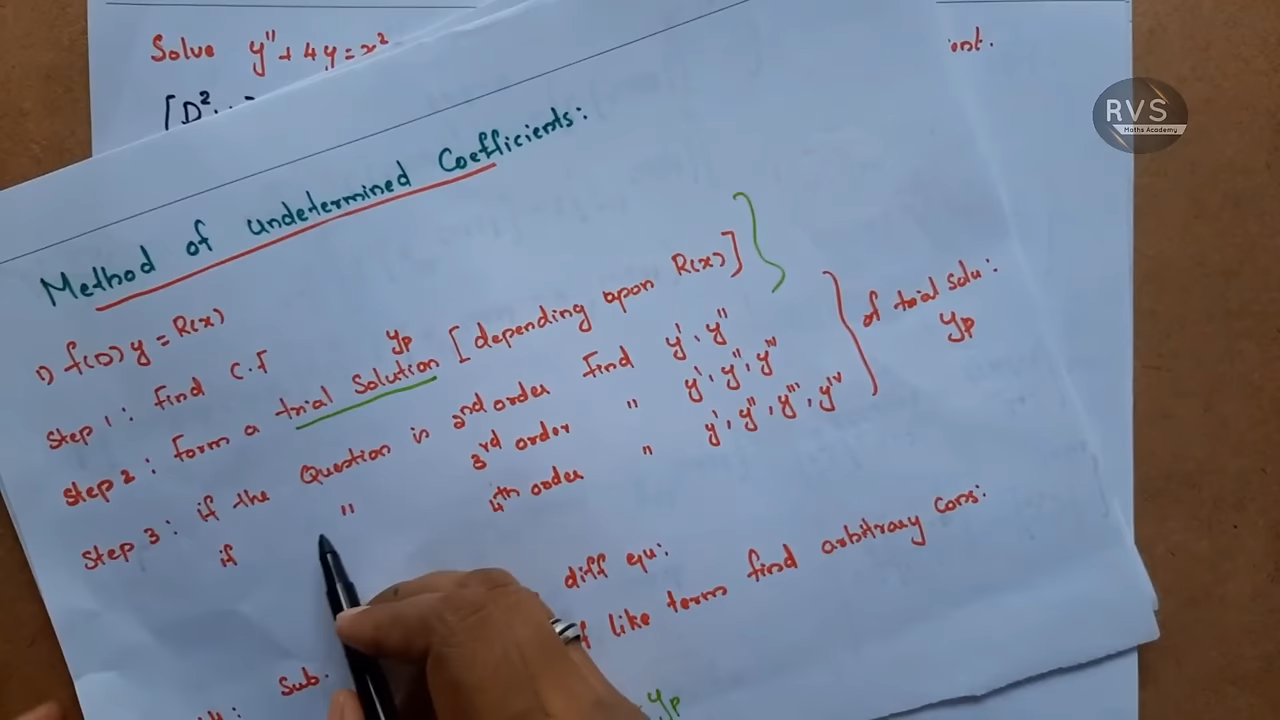 Solve y'' + 4y = x²
[D²
ont.
RVS
Maths Academy
Method of undetermined Coefficients:
1) f(D) y = R(x)
Step 1: find C.f
Step 2: form a trial Solution yp [depending upon R(x)]
Step 3: if the Question is 2nd order find y', y''
if " 3rd order " y', y'', y'''
4th order " y', y'', y''', y'ᵛ
of trial solu: yp
Sub. diff equ:
like term find arbitrary cons:
yp